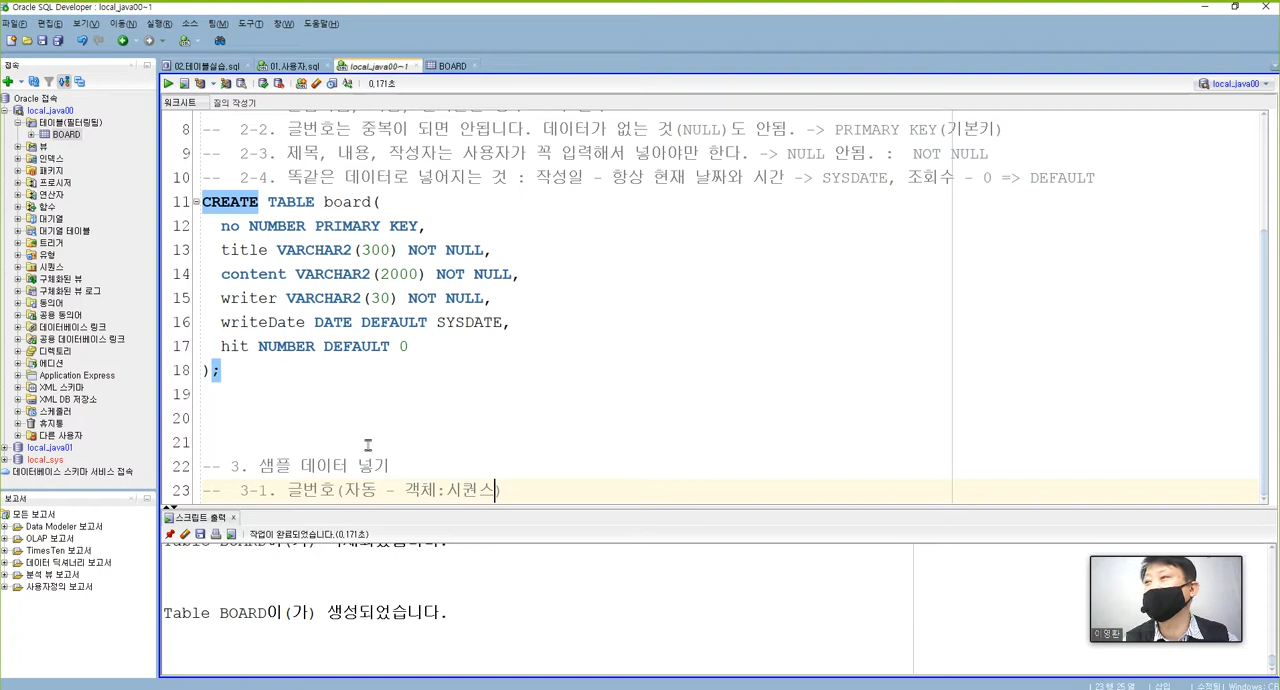 Oracle SQL Developer : local_java00~1
파일(F) 편집(E) 보기(V) 이동(N) 실행(R) 소스 팀(M) 도구(T) 창(W) 도움말(H)
접속
Oracle 접속
local_java00
테이블(필터링됨)
BOARD
뷰
인덱스
패키지
프로시저
연산자
함수
대기열
대기열 테이블
트리거
유형
시퀀스
구체화된 뷰
구체화된 뷰 로그
동의어
공용 동의어
데이터베이스 링크
공용 데이터베이스 링크
디렉토리
에디션
Application Express
XML 스키마
XML DB 저장소
스케줄러
휴지통
다른 사용자
local_java01
local_sys
데이터베이스 스키마 서비스 접속
보고서
모든 보고서
Data Modeler 보고서
OLAP 보고서
TimesTen 보고서
데이터 딕셔너리 보고서
분석 뷰 보고서
사용자정의 보고서
02.테이블실습.sql 01.사용자.sql local_java00~1 BOARD
0.171초 local_java00
워크시트 질의 작성기
8 -- 2-2. 글번호는 중복이 되면 안됩니다. 데이터가 없는 것(NULL)도 안됨. -> PRIMARY KEY(기본키)
9 -- 2-3. 제목, 내용, 작성자는 사용자가 꼭 입력해서 넣어야만 한다. -> NULL 안됨. : NOT NULL
10 -- 2-4. 똑같은 데이터로 넣어지는 것 : 작성일 - 항상 현재 날짜와 시간 -> SYSDATE, 조회수 - 0 => DEFAULT
11 CREATE TABLE board(
12 no NUMBER PRIMARY KEY,
13 title VARCHAR2(300) NOT NULL,
14 content VARCHAR2(2000) NOT NULL,
15 writer VARCHAR2(30) NOT NULL,
16 writeDate DATE DEFAULT SYSDATE,
17 hit NUMBER DEFAULT 0
18 );
19
20
21
22 -- 3. 샘플 데이터 넣기
23 -- 3-1. 글번호(자동 - 객체:시퀀스)
스크립트 출력
작업이 완료되었습니다.(0.171초)
Table BOARD이(가) 생성되었습니다.
이영환
23 행 25 열 삽입 수정됨 Windows: CR